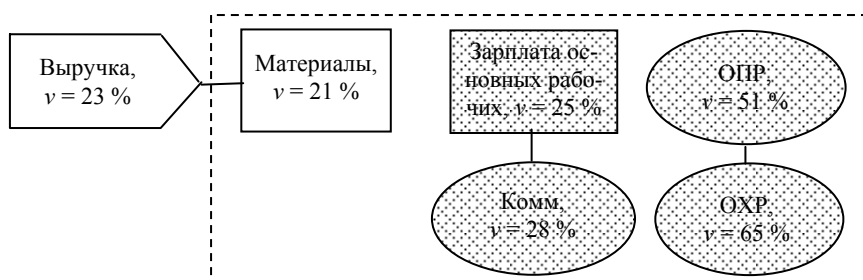 Выручка,
v = 23 %
Материалы,
v = 21 %
Зарплата ос-
новных рабо-
чих, v = 25 %
ОПР,
v = 51 %
Комм,
v = 28 %
ОХР,
v = 65 %